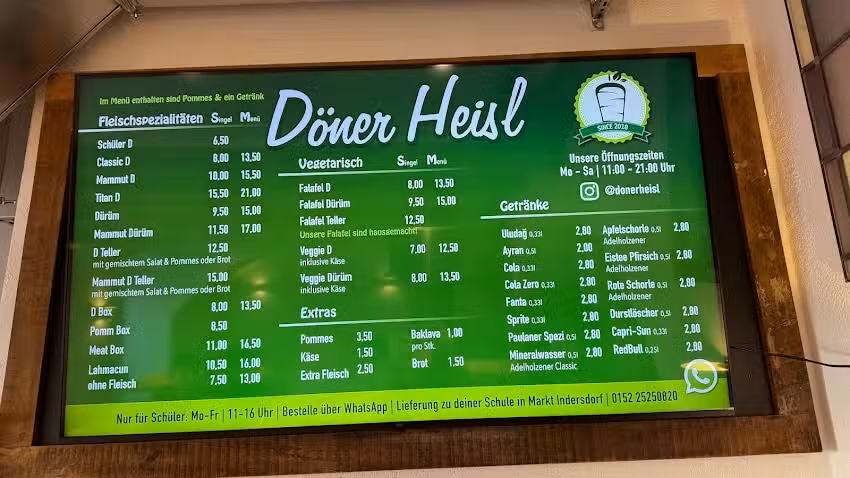 Im Menü enthalten sind Pommes & ein Getränk
Döner Heisl
SINCE 2018
Unsere Öffnungszeiten
Mo - Sa | 11:00 - 21:00 Uhr
@donerheisl
Fleischspezialitäten Singel Menü
Schüler D 6,50
Classic D 8,00 13,50
Mammut D 10,00 15,50
Titan D 15,50 21,00
Dürüm 9,50 15,00
Mammut Dürüm 11,50 17,00
D Teller 12,50
mit gemischtem Salat & Pommes oder Brot
Mammut D Teller 15,00
mit gemischtem Salat & Pommes oder Brot
D Box 8,00 13,50
Pomm Box 8,50
Meat Box 11,00 16,50
Lahmacun 10,50 16,00
ohne Fleisch 7,50 13,00
Vegetarisch Singel Menü
Falafel D 8,00 13,50
Falafel Dürüm 9,50 15,00
Falafel Teller 12,50
Unsere Falafel sind hausgemacht!
Veggie D 7,00 12,50
inklusive Käse
Veggie Dürüm 8,00 13,50
inklusive Käse
Extras
Pommes 3,50
Käse 1,50
Extra Fleisch 2,50
Baklava 1,00
pro Stk.
Brot 1,50
Getränke
Uludağ 0,33l 2,80
Ayran 0,5l 2,00
Cola 0,33l 2,80
Cola Zero 0,33l 2,80
Fanta 0,33l 2,80
Sprite 0,33l 2,80
Paulaner Spezi 0,5l 2,80
Mineralwasser 0,5l 2,80
Adelholzener Classic
Apfelschorle 0,5l 2,80
Adelholzener
Eistee Pfirsich 0,5l 2,80
Adelholzener
Rote Schorle 0,5l 2,80
Adelholzener
Durstlöscher 0,5l 2,80
Capri-Sun 0,33l 2,80
RedBull 0,25l 2,80
Nur für Schüler: Mo-Fr | 11-16 Uhr | Bestelle über WhatsApp | Lieferung zu deiner Schule in Markt Indersdorf | 0152 25250820